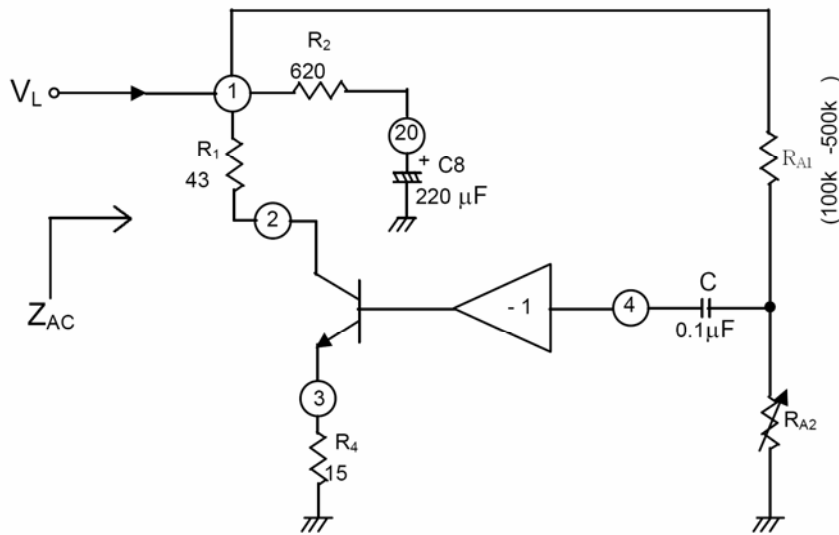 R2
620
VL
1
20
R1
43
+
C8
220 µF
RA1
(100k -500k )
2
ZAC
- 1
4
C
0.1µF
3
RA2
R4
15